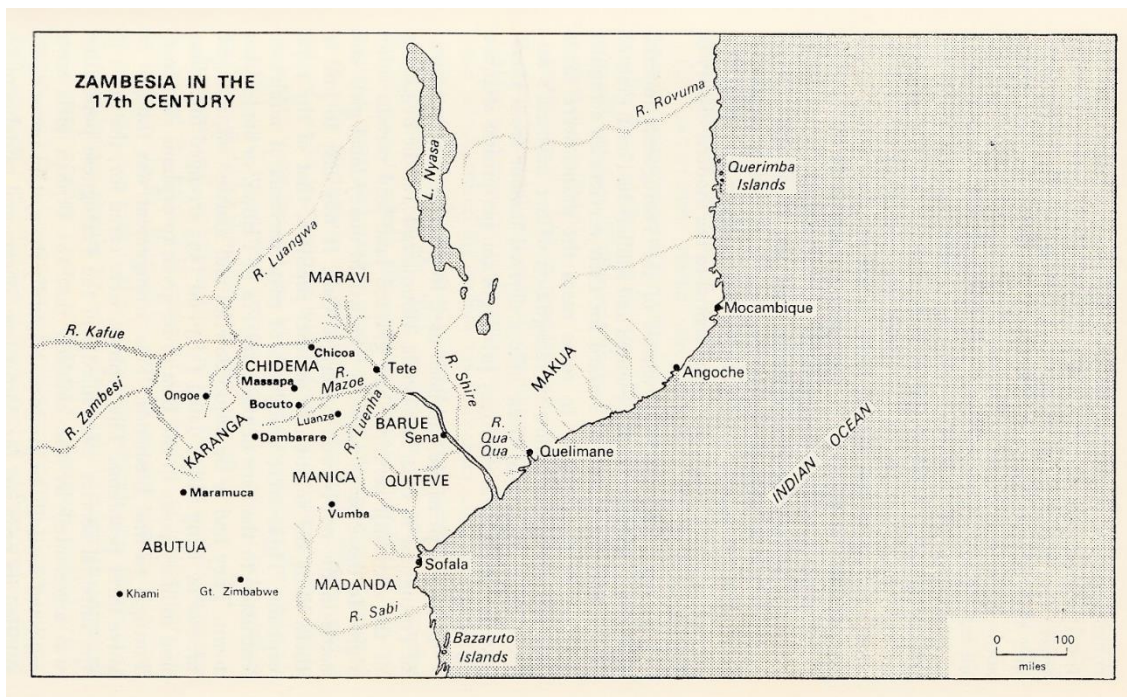 ZAMBESIA IN THE
17th CENTURY
R. Rovuma
L. Nyasa
Querimba
Islands
R. Luangwa
MARAVI
Mocambique
R. Kafue
Chicoa
CHIDEMA
Tete
R. Shire
MAKUA
Angoche
Massapa
R.
Mazoe
Ongoe
Bocuto
R. Zambesi
Luanze
R. Luenha
BARUE
Sena
R.
Qua
Qua
Quelimane
KARANGA
Dambarare
INDIAN OCEAN
MANICA
QUITEVE
Maramuca
Vumba
ABUTUA
Sofala
Khami
Gt. Zimbabwe
MADANDA
R. Sabi
Bazaruto
Islands
0 100
miles